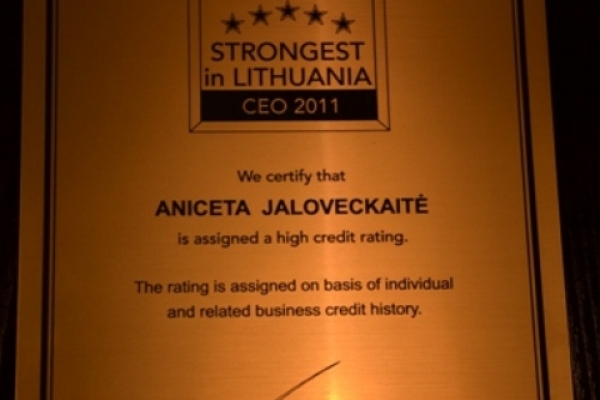 STRONGEST
in LITHUANIA
CEO 2011
We certify that
ANICETA JALOVECKAITĖ
is assigned a high credit rating.
The rating is assigned on basis of individual
and related business credit history.